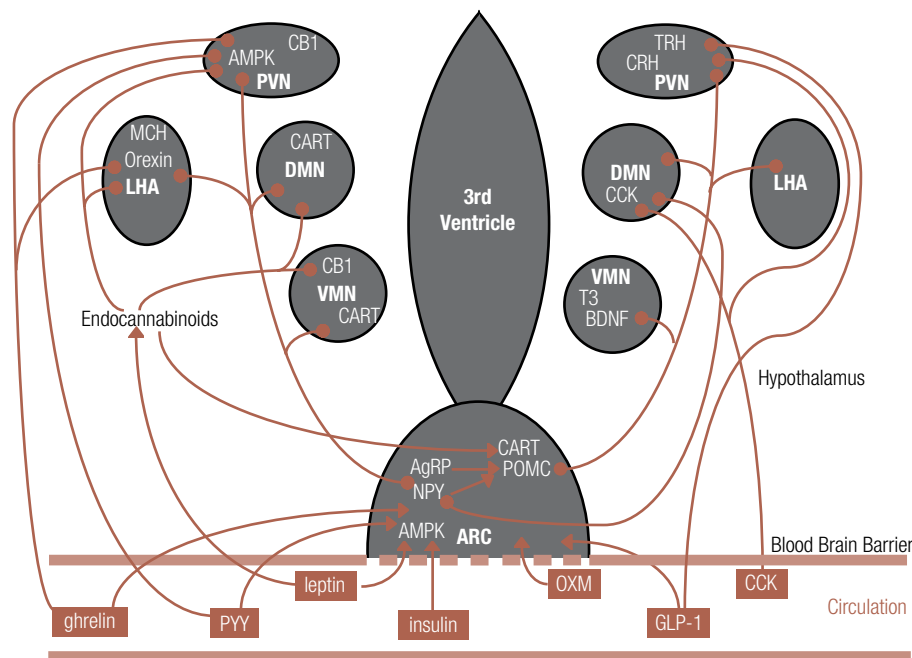 CB1
AMPK
PVN
TRH
CRH
PVN
MCH
Orexin
LHA
CART
DMN
3rd
Ventricle
DMN
CCK
LHA
CB1
VMN
CART
VMN
T3
BDNF
Endocannabinoids
Hypothalamus
CART
AgRP
POMC
NPY
AMPK
ARC
Blood Brain Barrier
leptin
OXM
CCK
ghrelin
PYY
insulin
GLP-1
Circulation